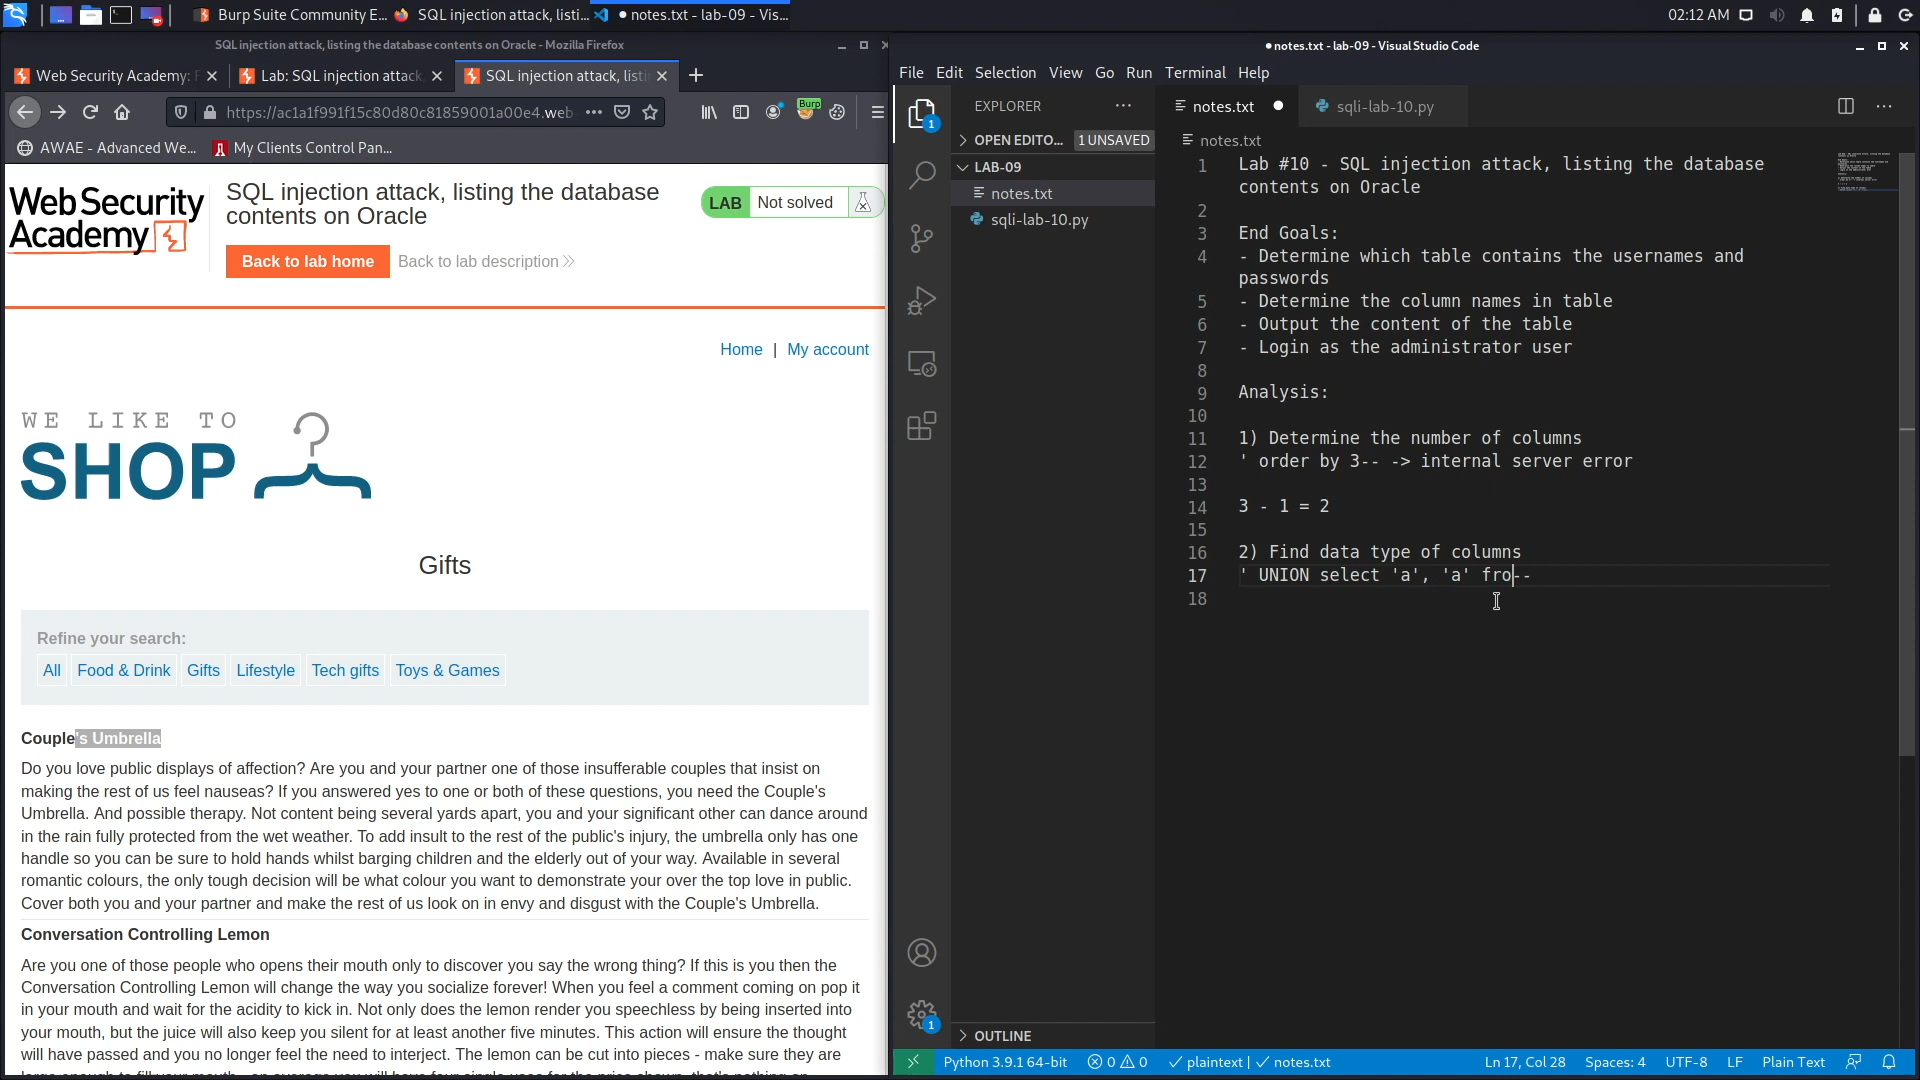 Burp Suite Community E...
SQL injection attack, listi...
● notes.txt - lab-09 - Vis...
02:12 AM
SQL injection attack, listing the database contents on Oracle - Mozilla Firefox
Web Security Academy: F
Lab: SQL injection attack
SQL injection attack, listi
https://ac1a1f991f15c80d80c81859001a00e4.web
Burp
AWAE - Advanced We...
My Clients Control Pan...
Web Security
Academy
SQL injection attack, listing the database
contents on Oracle
LAB Not solved
Back to lab home
Back to lab description
Home | My account
WE LIKE TO
SHOP
Gifts
Refine your search:
All
Food & Drink
Gifts
Lifestyle
Tech gifts
Toys & Games
Couple's Umbrella
Do you love public displays of affection? Are you and your partner one of those insufferable couples that insist on
making the rest of us feel nauseas? If you answered yes to one or both of these questions, you need the Couple's
Umbrella. And possible therapy. Not content being several yards apart, you and your significant other can dance around
in the rain fully protected from the wet weather. To add insult to the rest of the public's injury, the umbrella only has one
handle so you can be sure to hold hands whilst barging children and the elderly out of your way. Available in several
romantic colours, the only tough decision will be what colour you want to demonstrate your over the top love in public.
Cover both you and your partner and make the rest of us look on in envy and disgust with the Couple's Umbrella.
Conversation Controlling Lemon
Are you one of those people who opens their mouth only to discover you say the wrong thing? If this is you then the
Conversation Controlling Lemon will change the way you socialize forever! When you feel a comment coming on pop it
in your mouth and wait for the acidity to kick in. Not only does the lemon render you speechless by being inserted into
your mouth, but the juice will also keep you silent for at least another five minutes. This action will ensure the thought
will have passed and you no longer feel the need to interject. The lemon can be cut into pieces - make sure they are
● notes.txt - lab-09 - Visual Studio Code
File Edit Selection View Go Run Terminal Help
EXPLORER
OPEN EDITO... 1 UNSAVED
LAB-09
notes.txt
sqli-lab-10.py
1
1
OUTLINE
notes.txt
sqli-lab-10.py
notes.txt
1 Lab #10 - SQL injection attack, listing the database
contents on Oracle
2
3 End Goals:
4 - Determine which table contains the usernames and
passwords
5 - Determine the column names in table
6 - Output the content of the table
7 - Login as the administrator user
8
9 Analysis:
10
11 1) Determine the number of columns
12 ' order by 3-- -> internal server error
13
14 3 - 1 = 2
15
16 2) Find data type of columns
17 ' UNION select 'a', 'a' fro--
18
Python 3.9.1 64-bit
0 0
plaintext | notes.txt
Ln 17, Col 28
Spaces: 4
UTF-8
LF
Plain Text